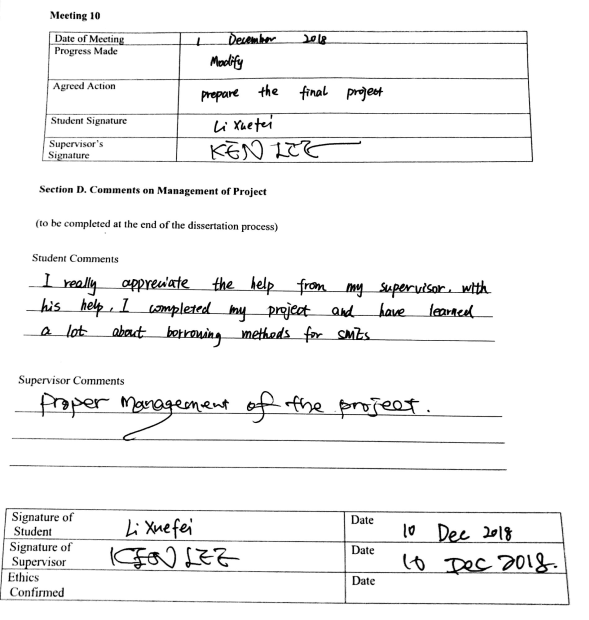 Meeting 10
Date of Meeting 1 December 2018
Progress Made Modify
Agreed Action prepare the final project
Student Signature Li Xuefei
Supervisor's
Signature KEN LEE
Section D. Comments on Management of Project
(to be completed at the end of the dissertation process)
Student Comments
I really appreciate the help from my supervisor. With
his help, I completed my project and have learned
a lot about borrowing methods for SMEs
Supervisor Comments
Proper Management of the project.
Signature of
Student Li Xuefei Date 10 Dec 2018
Signature of
Supervisor KEN LEE Date 10 Dec 2018.
Ethics
Confirmed Date